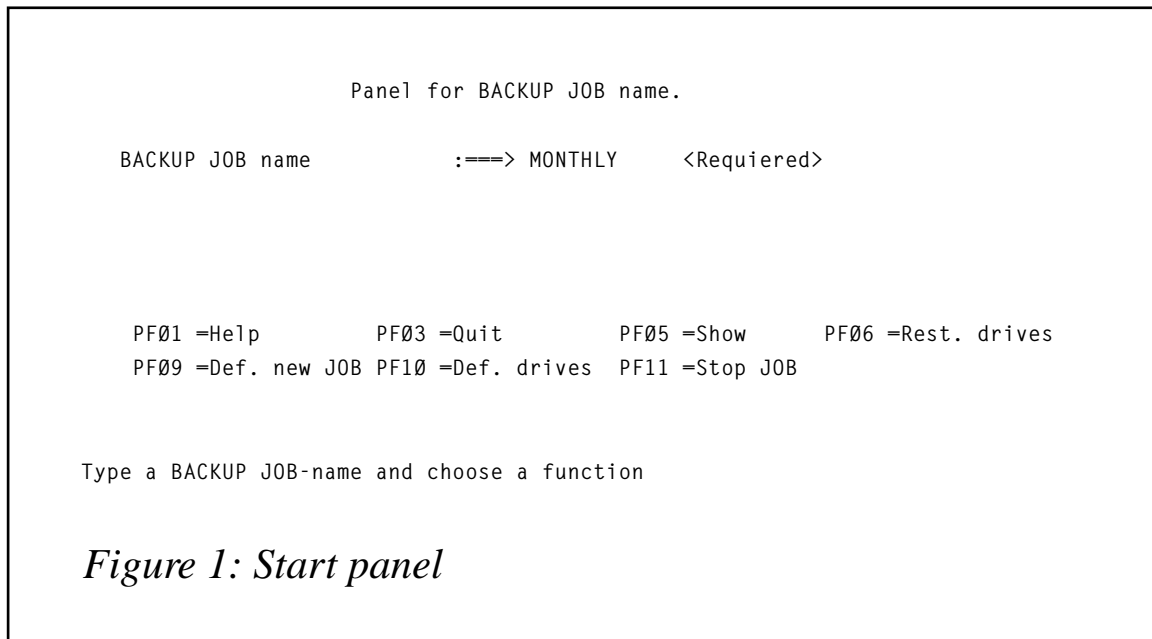 Panel for BACKUP JOB name.
BACKUP JOB name :===> MONTHLY <Requiered>
PFØ1 =Help PFØ3 =Quit PFØ5 =Show PFØ6 =Rest. drives
PFØ9 =Def. new JOB PF1Ø =Def. drives PF11 =Stop JOB
Type a BACKUP JOB-name and choose a function
Figure 1: Start panel